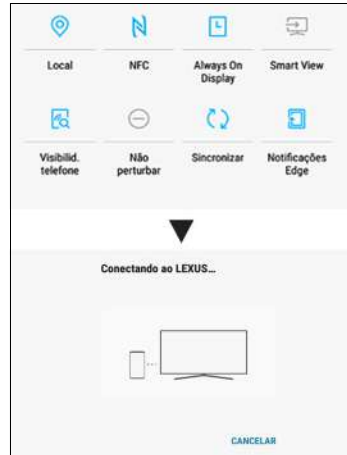 Local NFC Always On Smart View
Display
Visibilid. Não Sincronizar Notificações
telefone perturbar Edge
Conectando ao LEXUS...
CANCELAR